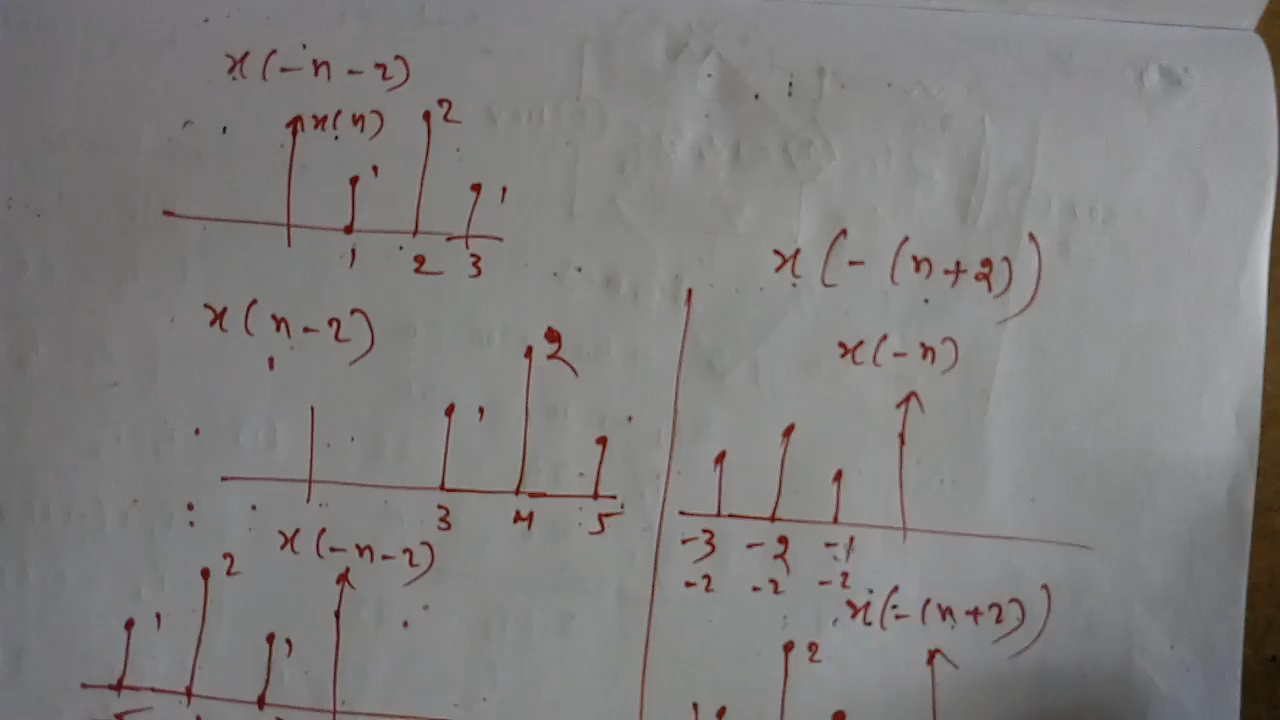 x(-n-2)
x(n) 2
1 1
1 2 3
x(n-2)
2
1
3 4 5
x(-n-2)
2
1 1
x(-(n+2))
x(-n)
-3 -2 -1
-2 -2 -2
x(-(n+2))
2